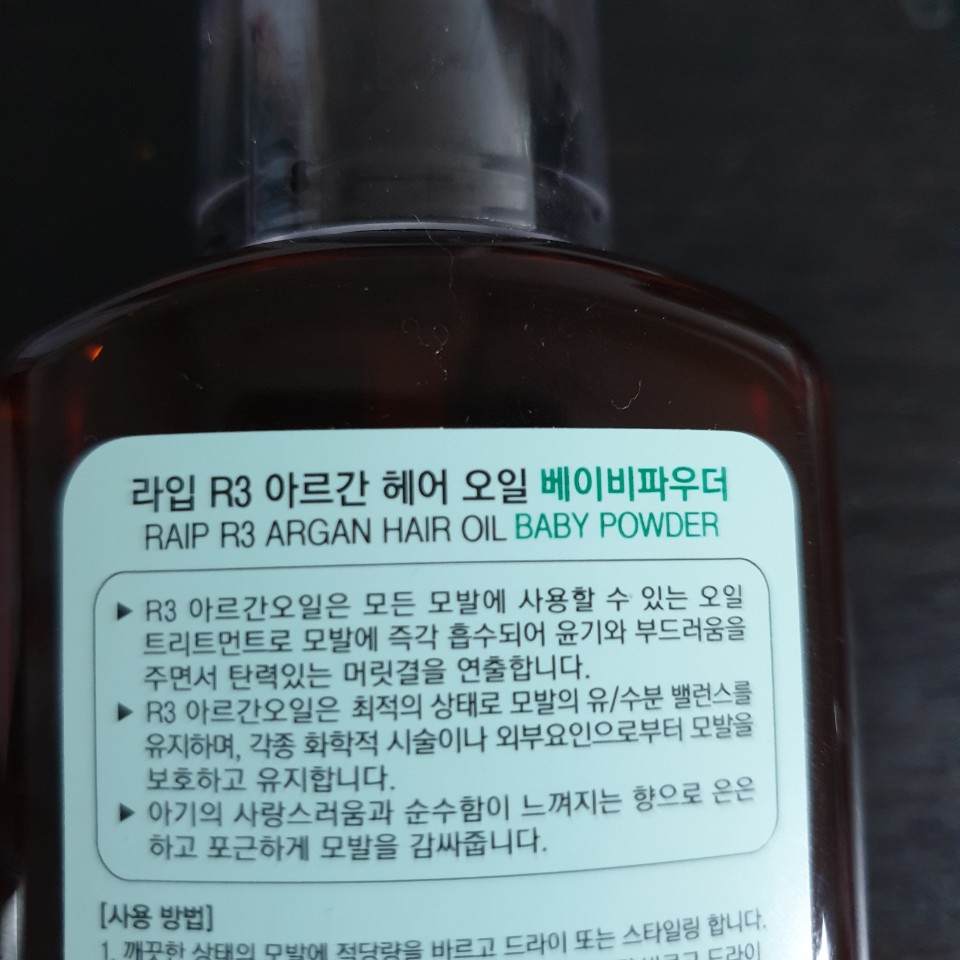 라입 R3 아르간 헤어 오일 베이비파우더
RAIP R3 ARGAN HAIR OIL BABY POWDER
▶ R3 아르간오일은 모든 모발에 사용할 수 있는 오일
트리트먼트로 모발에 즉각 흡수되어 윤기와 부드러움을
주면서 탄력있는 머릿결을 연출합니다.
▶ R3 아르간오일은 최적의 상태로 모발의 유/수분 밸런스를
유지하며, 각종 화학적 시술이나 외부요인으로부터 모발을
보호하고 유지합니다.
▶ 아기의 사랑스러움과 순수함이 느껴지는 향으로 은은
하고 포근하게 모발을 감싸줍니다.
[사용 방법]
1. 깨끗한 상태의 모발에 적당량을 바르고 드라이 또는 스타일링 합니다.
바르고 드라이